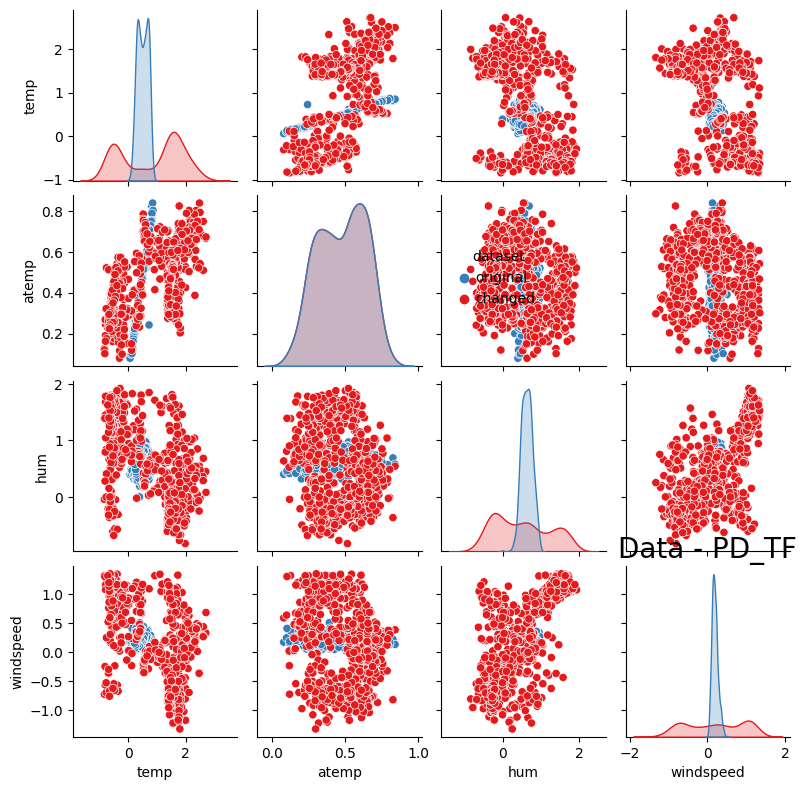 temp
2
1
0
−1
atemp
0.8
0.6
0.4
0.2
dataset
original
changed
hum
2
1
0
Data - PD_TF
windspeed
1.0
0.5
0.0
−0.5
−1.0
0 2
0.0 0.5 1.0
0 2
−2 0 2
temp atemp hum windspeed